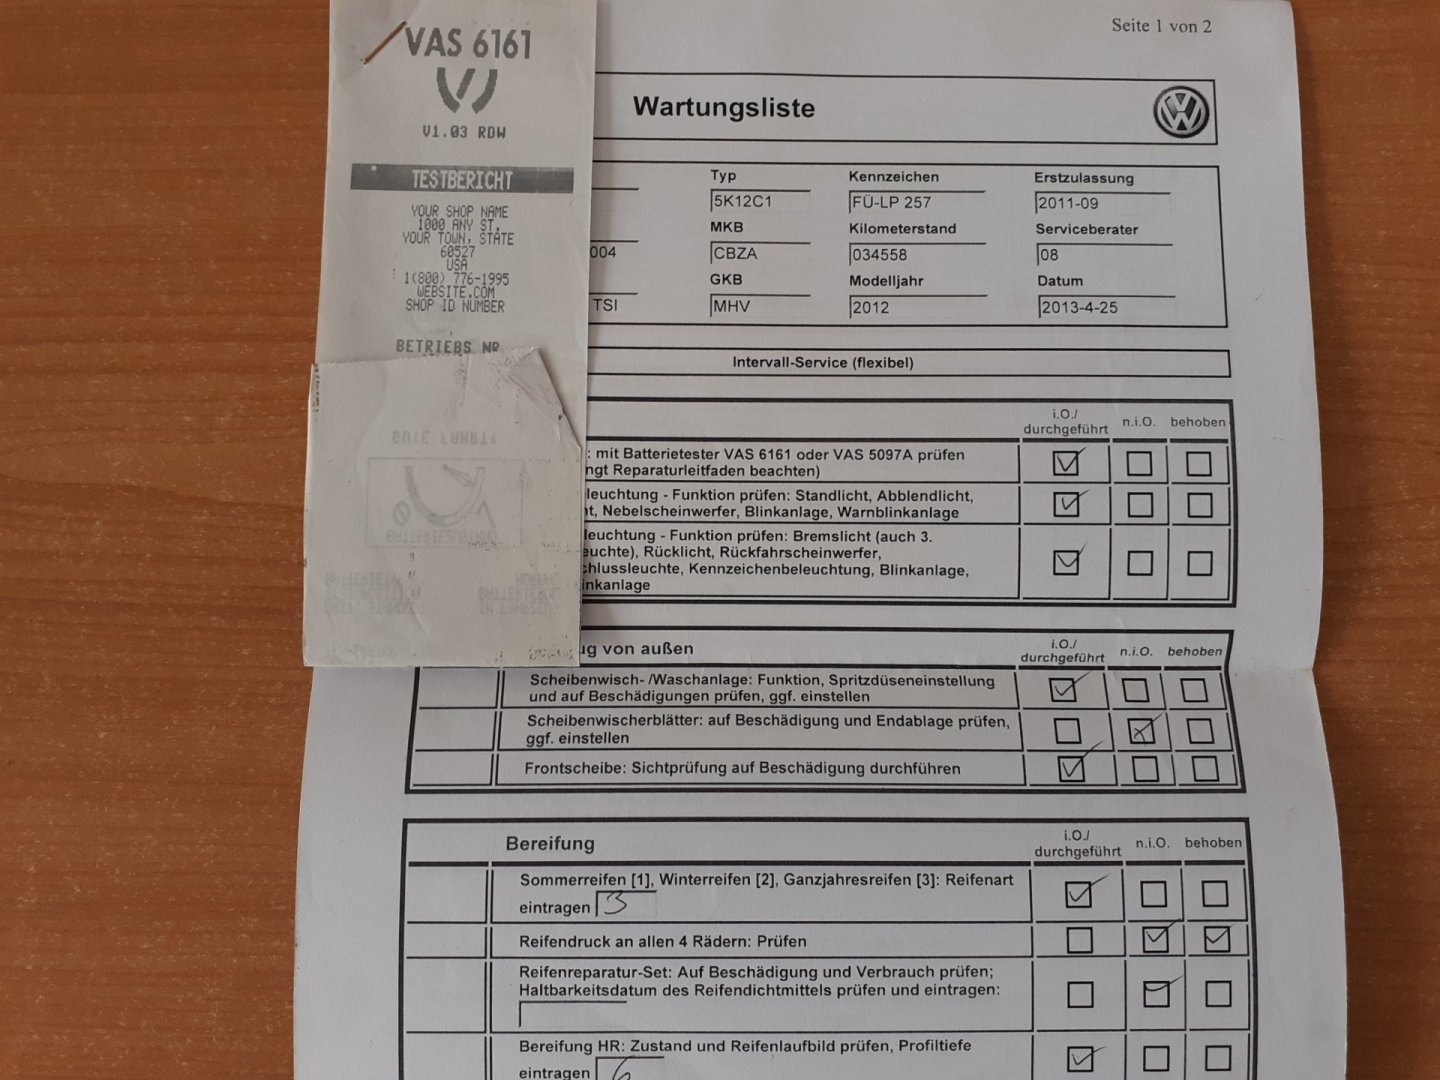 Seite 1 von 2
VAS 6161
V1.03 RDW
TESTBERICHT
YOUR SHOP NAME
1000 ANY ST.
YOUR TOWN, STATE
60527
USA
1(800) 776-1995
WEBSITE.COM
SHOP ID NUMBER
BETRIEBS NR
GUTE FAHRT!
BATTERIEZUSTAND
Wartungsliste
Typ Kennzeichen Erstzulassung
5K12C1 FÜ-LP 257 2011-09
MKB Kilometerstand Serviceberater
004 CBZA 034558 08
GKB Modelljahr Datum
TSI MHV 2012 2013-4-25
Intervall-Service (flexibel)
i.O./
durchgeführt n.i.O. behoben
: mit Batterietester VAS 6161 oder VAS 5097A prüfen
ngt Reparaturleitfaden beachten)
leuchtung - Funktion prüfen: Standlicht, Abblendlicht,
ht, Nebelscheinwerfer, Blinkanlage, Warnblinkanlage
leuchtung - Funktion prüfen: Bremslicht (auch 3.
euchte), Rücklicht, Rückfahrscheinwerfer,
chlussleuchte, Kennzeichenbeleuchtung, Blinkanlage,
inkanlage
ug von außen i.O./
durchgeführt n.i.O. behoben
Scheibenwisch- /Waschanlage: Funktion, Spritzdüseneinstellung
und auf Beschädigungen prüfen, ggf. einstellen
Scheibenwischerblätter: auf Beschädigung und Endablage prüfen,
ggf. einstellen
Frontscheibe: Sichtprüfung auf Beschädigung durchführen
Bereifung i.O./
durchgeführt n.i.O. behoben
Sommerreifen [1], Winterreifen [2], Ganzjahresreifen [3]: Reifenart
eintragen 3
Reifendruck an allen 4 Rädern: Prüfen
Reifenreparatur-Set: Auf Beschädigung und Verbrauch prüfen;
Haltbarkeitsdatum des Reifendichtmittels prüfen und eintragen:
Bereifung HR: Zustand und Reifenlaufbild prüfen, Profiltiefe
eintragen 6